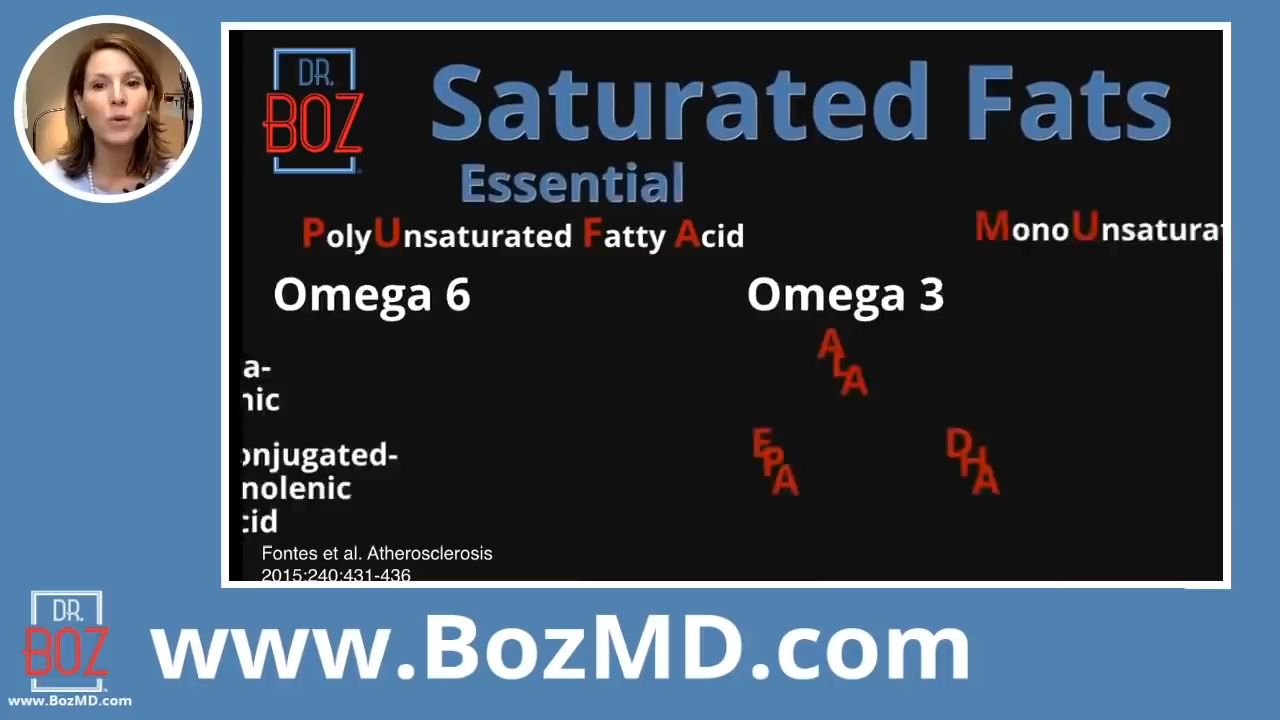 DR.
BOZ
Saturated Fats
Essential
PolyUnsaturated Fatty Acid
MonoUnsatura
Omega 6
Omega 3
ALA
a-
nic
EPA
DHA
onjugated-
nolenic
cid
Fontes et al. Atherosclerosis
2015;240:431-436
DR.
BOZ
www.BozMD.com
www.BozMD.com